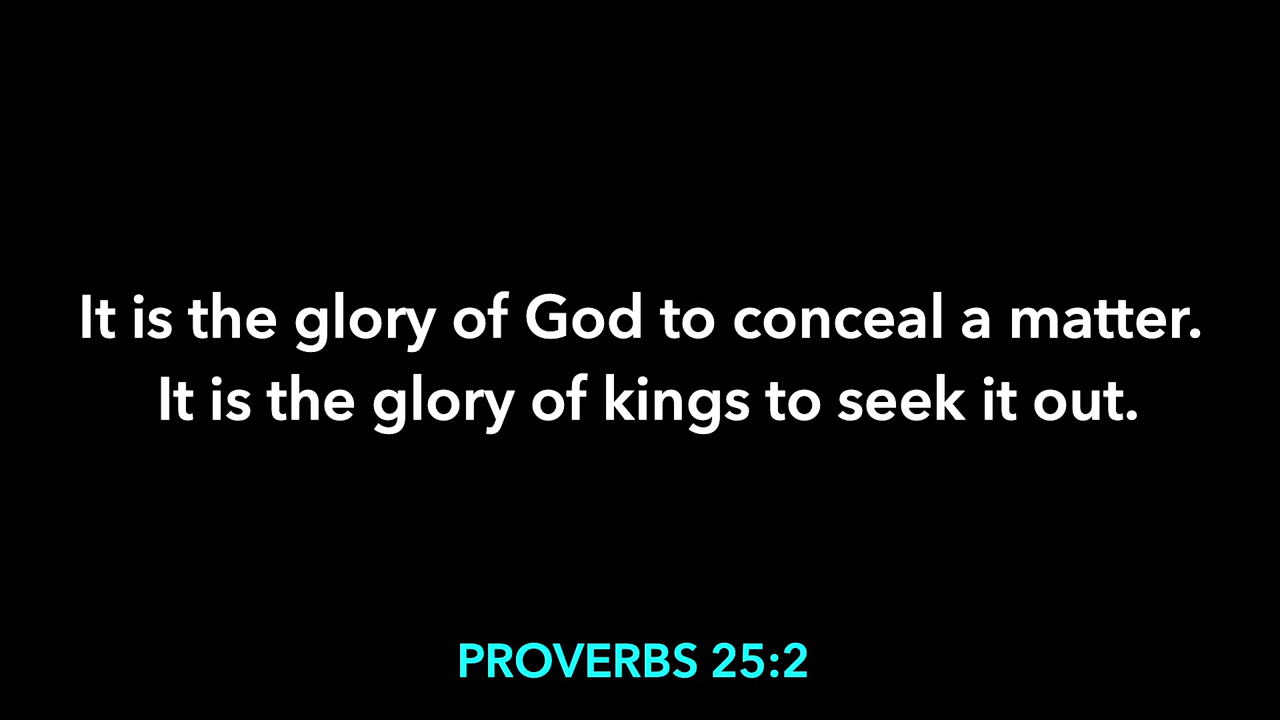 It is the glory of God to conceal a matter.
It is the glory of kings to seek it out.
PROVERBS 25:2